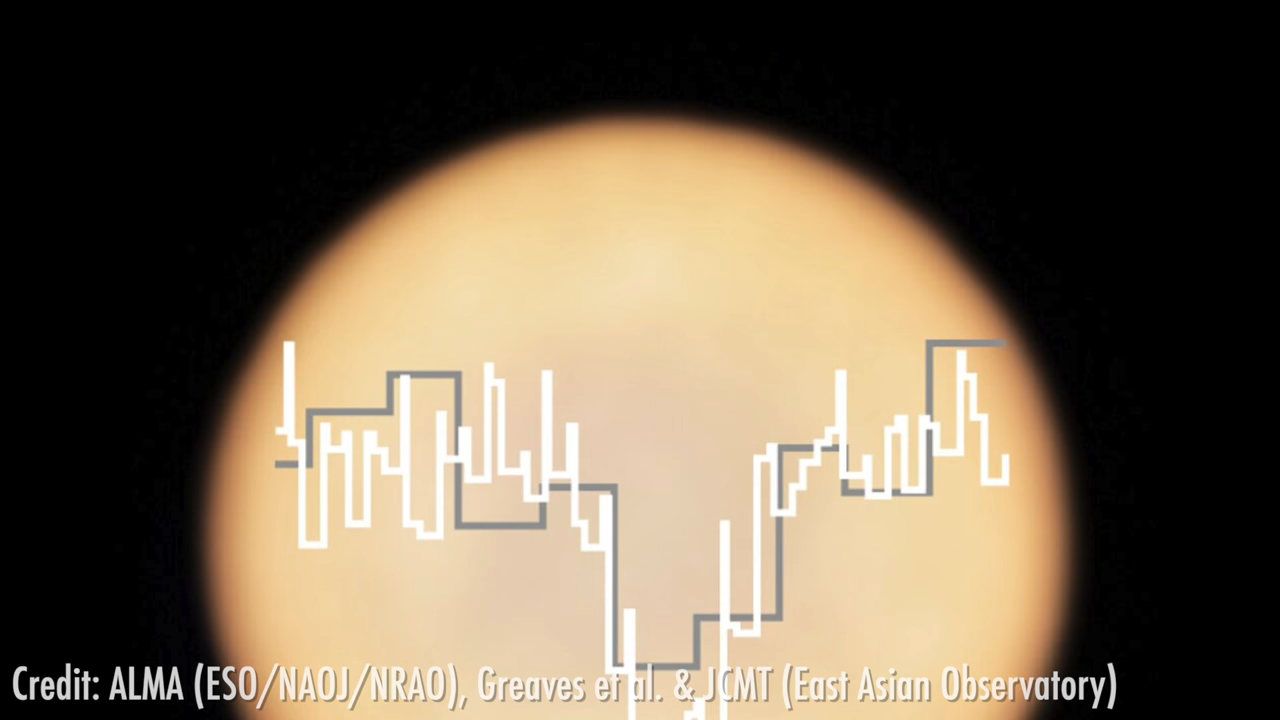 Credit: ALMA (ESO/NAOJ/NRAO), Greaves et al. & JCMT (East Asian Observatory)